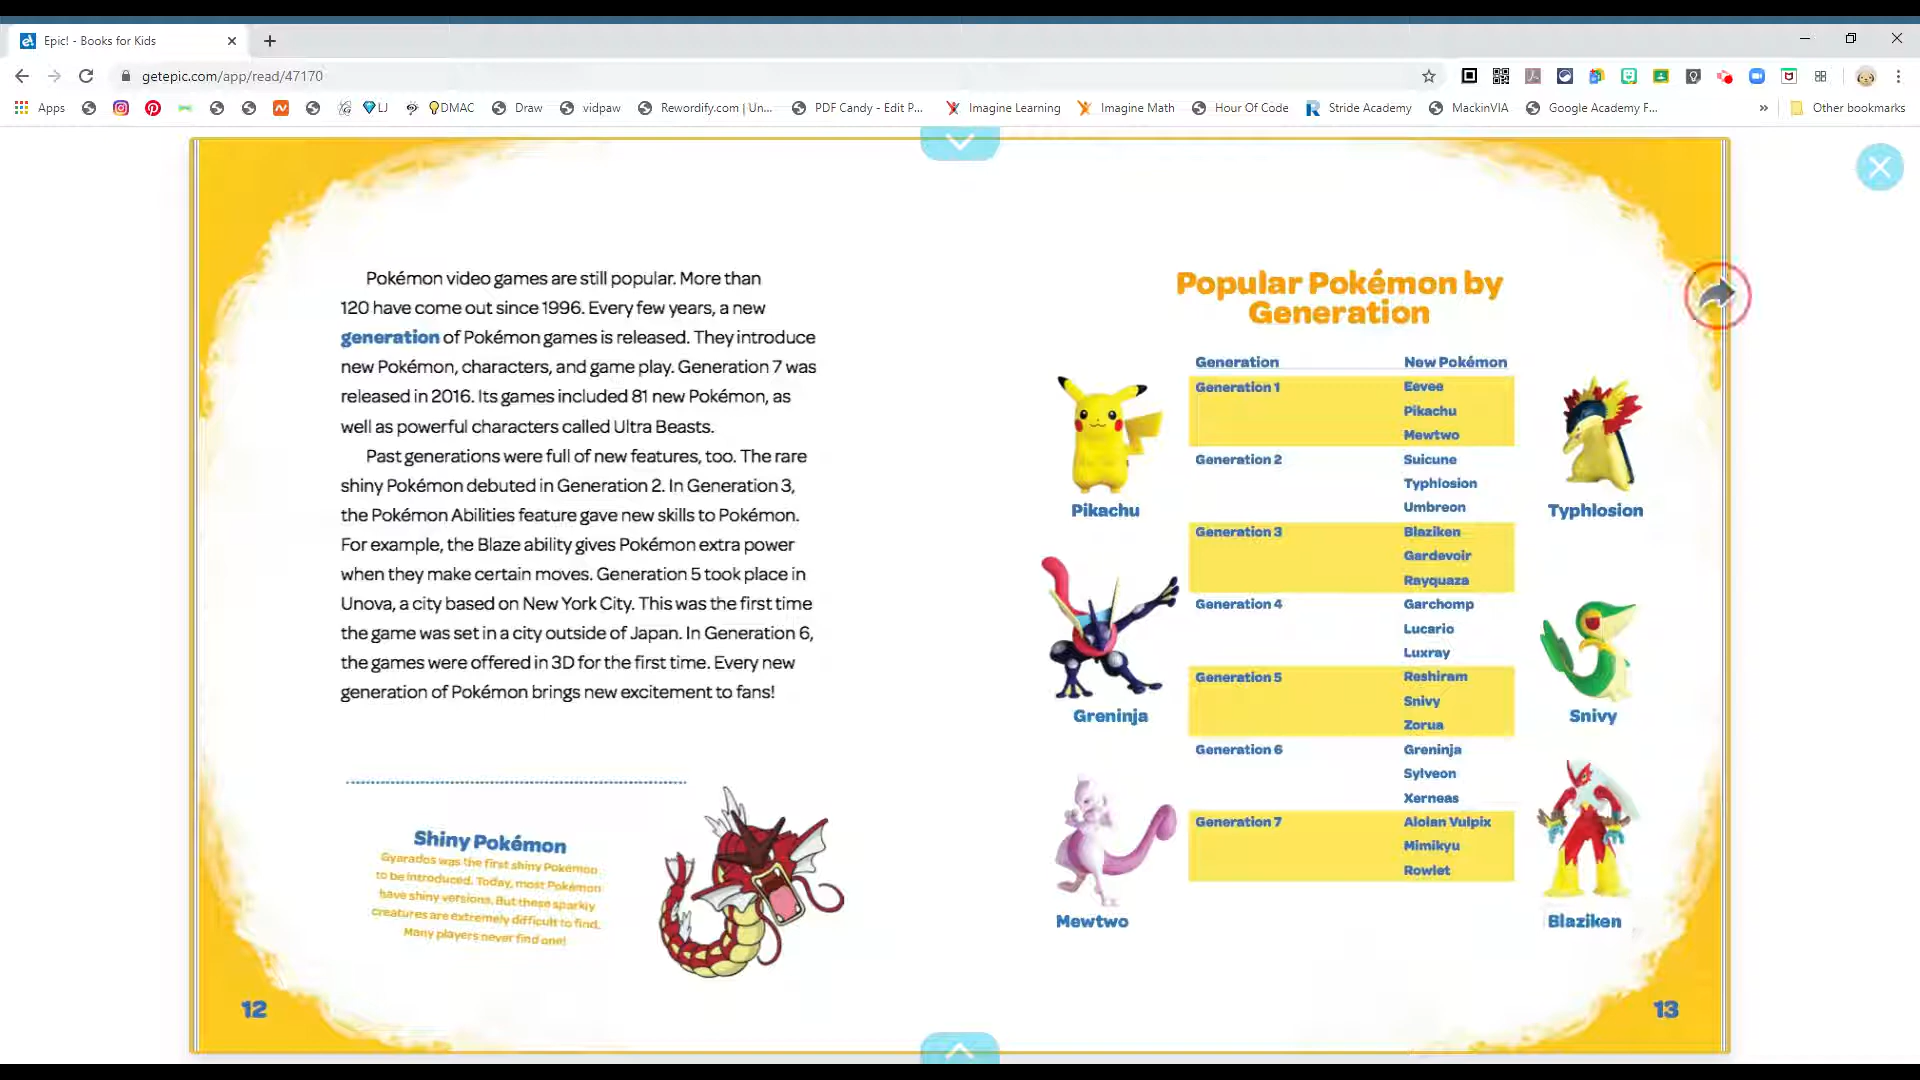 Epic! - Books for Kids
getepic.com/app/read/47170
Apps LJ DMAC Draw vidpaw Rewordify.com | Un... PDF Candy - Edit P... Imagine Learning Imagine Math Hour Of Code Stride Academy MackinVIA Google Academy F... » Other bookmarks
Pokémon video games are still popular. More than
120 have come out since 1996. Every few years, a new
generation of Pokémon games is released. They introduce
new Pokémon, characters, and game play. Generation 7 was
released in 2016. Its games included 81 new Pokémon, as
well as powerful characters called Ultra Beasts.
Past generations were full of new features, too. The rare
shiny Pokémon debuted in Generation 2. In Generation 3,
the Pokémon Abilities feature gave new skills to Pokémon.
For example, the Blaze ability gives Pokémon extra power
when they make certain moves. Generation 5 took place in
Unova, a city based on New York City. This was the first time
the game was set in a city outside of Japan. In Generation 6,
the games were offered in 3D for the first time. Every new
generation of Pokémon brings new excitement to fans!
Shiny Pokémon
Gyarados was the first shiny Pokémon
to be introduced. Today, most Pokémon
have shiny versions. But these sparkly
creatures are extremely difficult to find.
Many players never find one!
12
Popular Pokémon by
Generation
Generation New Pokémon
Generation 1 Eevee
Pikachu
Mewtwo
Generation 2 Suicune
Typhlosion
Umbreon
Generation 3 Blaziken
Gardevoir
Rayquaza
Generation 4 Garchomp
Lucario
Luxray
Generation 5 Reshiram
Snivy
Zorua
Generation 6 Greninja
Sylveon
Xerneas
Generation 7 Alolan Vulpix
Mimikyu
Rowlet
Pikachu
Greninja
Mewtwo
Typhlosion
Snivy
Blaziken
13